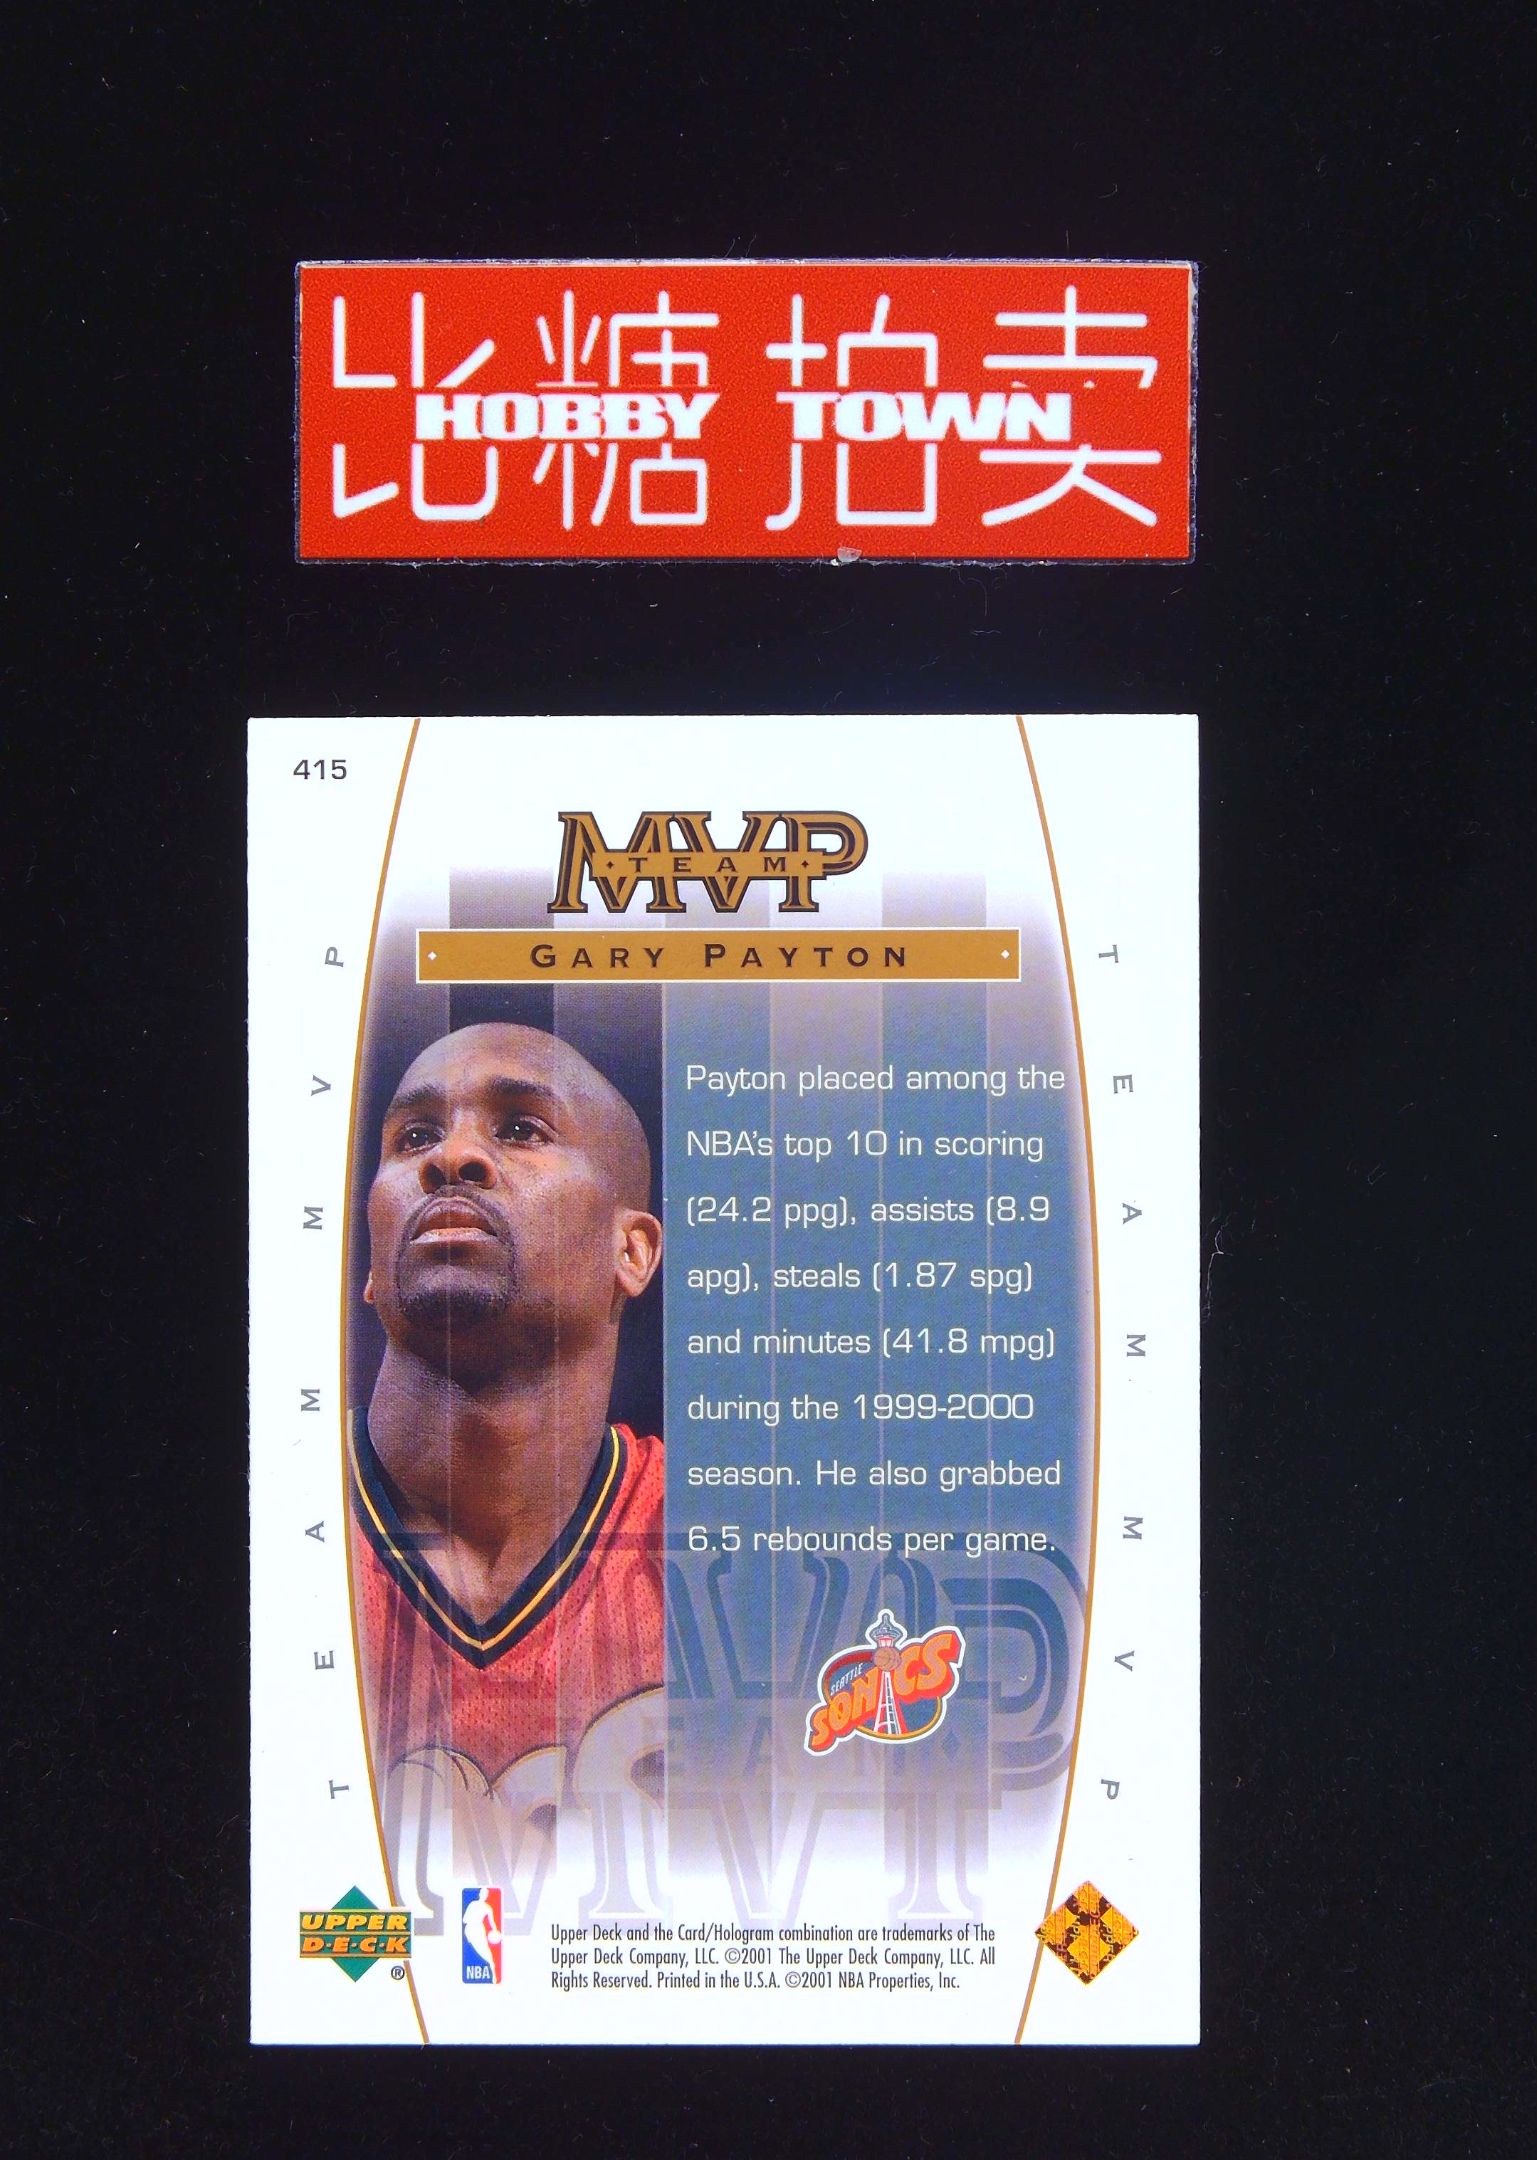 比糖拍卖
HOBBY TOWN
415
MVP
TEAM
GARY PAYTON
TEAM MVP
TEAM MVP
Payton placed among the
NBA's top 10 in scoring
(24.2 ppg), assists (8.9
apg), steals (1.87 spg)
and minutes (41.8 mpg)
during the 1999-2000
season. He also grabbed
6.5 rebounds per game.
MVP
TEAM
SEATTLE
SONICS
UPPER
D·E·C·K
®
NBA
Upper Deck and the Card/Hologram combination are trademarks of The
Upper Deck Company, LLC. ©2001 The Upper Deck Company, LLC. All
Rights Reserved. Printed in the U.S.A. ©2001 NBA Properties, Inc.